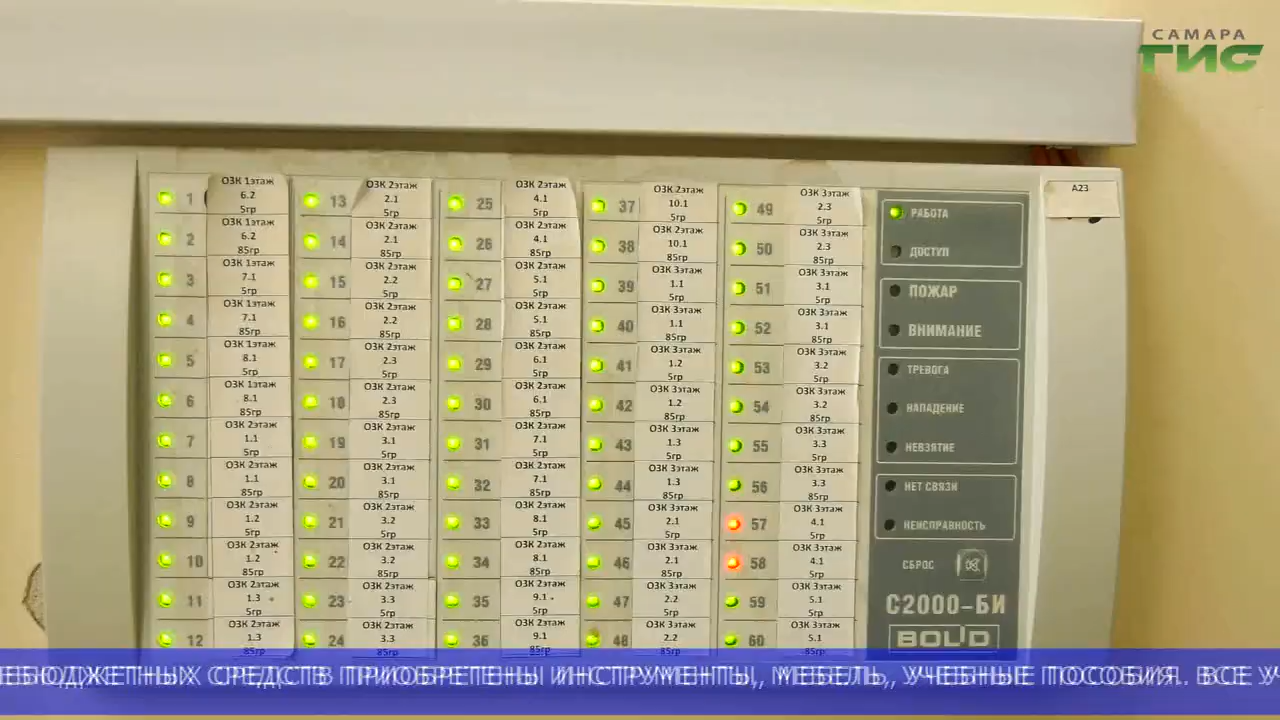 САМАРА
ГИС
А23
1
ОЗК 1этаж
6.2
5гр
2
ОЗК 1этаж
6.2
85гр
3
ОЗК 1этаж
7.1
5гр
4
ОЗК 1этаж
7.1
85гр
5
ОЗК 1этаж
8.1
5гр
6
ОЗК 1этаж
8.1
85гр
7
ОЗК 2этаж
1.1
5гр
8
ОЗК 2этаж
1.1
85гр
9
ОЗК 2этаж
1.2
5гр
10
ОЗК 2этаж
1.2
85гр
11
ОЗК 2этаж
1.3
5гр
12
ОЗК 2этаж
1.3
13
ОЗК 2этаж
2.1
5гр
14
ОЗК 2этаж
2.1
85гр
15
ОЗК 2этаж
2.2
5гр
16
ОЗК 2этаж
2.2
85гр
17
ОЗК 2этаж
2.3
5гр
18
ОЗК 2этаж
2.3
85гр
19
ОЗК 2этаж
3.1
5гр
20
ОЗК 2этаж
3.1
85гр
21
ОЗК 2этаж
3.2
5гр
22
ОЗК 2этаж
3.2
85гр
23
ОЗК 2этаж
3.3
5гр
24
ОЗК 2этаж
3.3
25
ОЗК 2этаж
4.1
5гр
26
ОЗК 2этаж
4.1
85гр
27
ОЗК 2этаж
5.1
5гр
28
ОЗК 2этаж
5.1
85гр
29
ОЗК 2этаж
6.1
5гр
30
ОЗК 2этаж
6.1
85гр
31
ОЗК 2этаж
7.1
5гр
32
ОЗК 2этаж
7.1
85гр
33
ОЗК 2этаж
8.1
5гр
34
ОЗК 2этаж
8.1
85гр
35
ОЗК 2этаж
9.1
5гр
36
ОЗК 2этаж
9.1
37
ОЗК 2этаж
10.1
5гр
38
ОЗК 2этаж
10.1
85гр
39
ОЗК 3этаж
1.1
5гр
40
ОЗК 3этаж
1.1
85гр
41
ОЗК 3этаж
1.2
5гр
42
ОЗК 3этаж
1.2
85гр
43
ОЗК 3этаж
1.3
5гр
44
ОЗК 3этаж
1.3
85гр
45
ОЗК 3этаж
2.1
5гр
46
ОЗК 3этаж
2.1
85гр
47
ОЗК 3этаж
2.2
5гр
48
ОЗК 3этаж
2.2
49
ОЗК 3этаж
2.3
5гр
50
ОЗК 3этаж
2.3
85гр
51
ОЗК 3этаж
3.1
5гр
52
ОЗК 3этаж
3.1
85гр
53
ОЗК 3этаж
3.2
5гр
54
ОЗК 3этаж
3.2
85гр
55
ОЗК 3этаж
3.3
5гр
56
ОЗК 3этаж
3.3
85гр
57
ОЗК 3этаж
4.1
5гр
58
ОЗК 3этаж
4.1
5гр
59
ОЗК 3этаж
5.1
5гр
60
ОЗК 3этаж
5.1
РАБОТА
ДОСТУП
ПОЖАР
ВНИМАНИЕ
ТРЕВОГА
НАПАДЕНИЕ
НЕВЗЯТИЕ
НЕТ СВЯЗИ
НЕИСПРАВНОСТЬ
СБРОС
С2000-БИ
BOLID
ЕБЮДЖЕТНЫХ СРЕДСТВ ПРИОБРЕТЕНЫ ИНСТРУМЕНТЫ, МЕБЕЛЬ, УЧЕБНЫЕ ПОСОБИЯ. ВСЕ УЧ